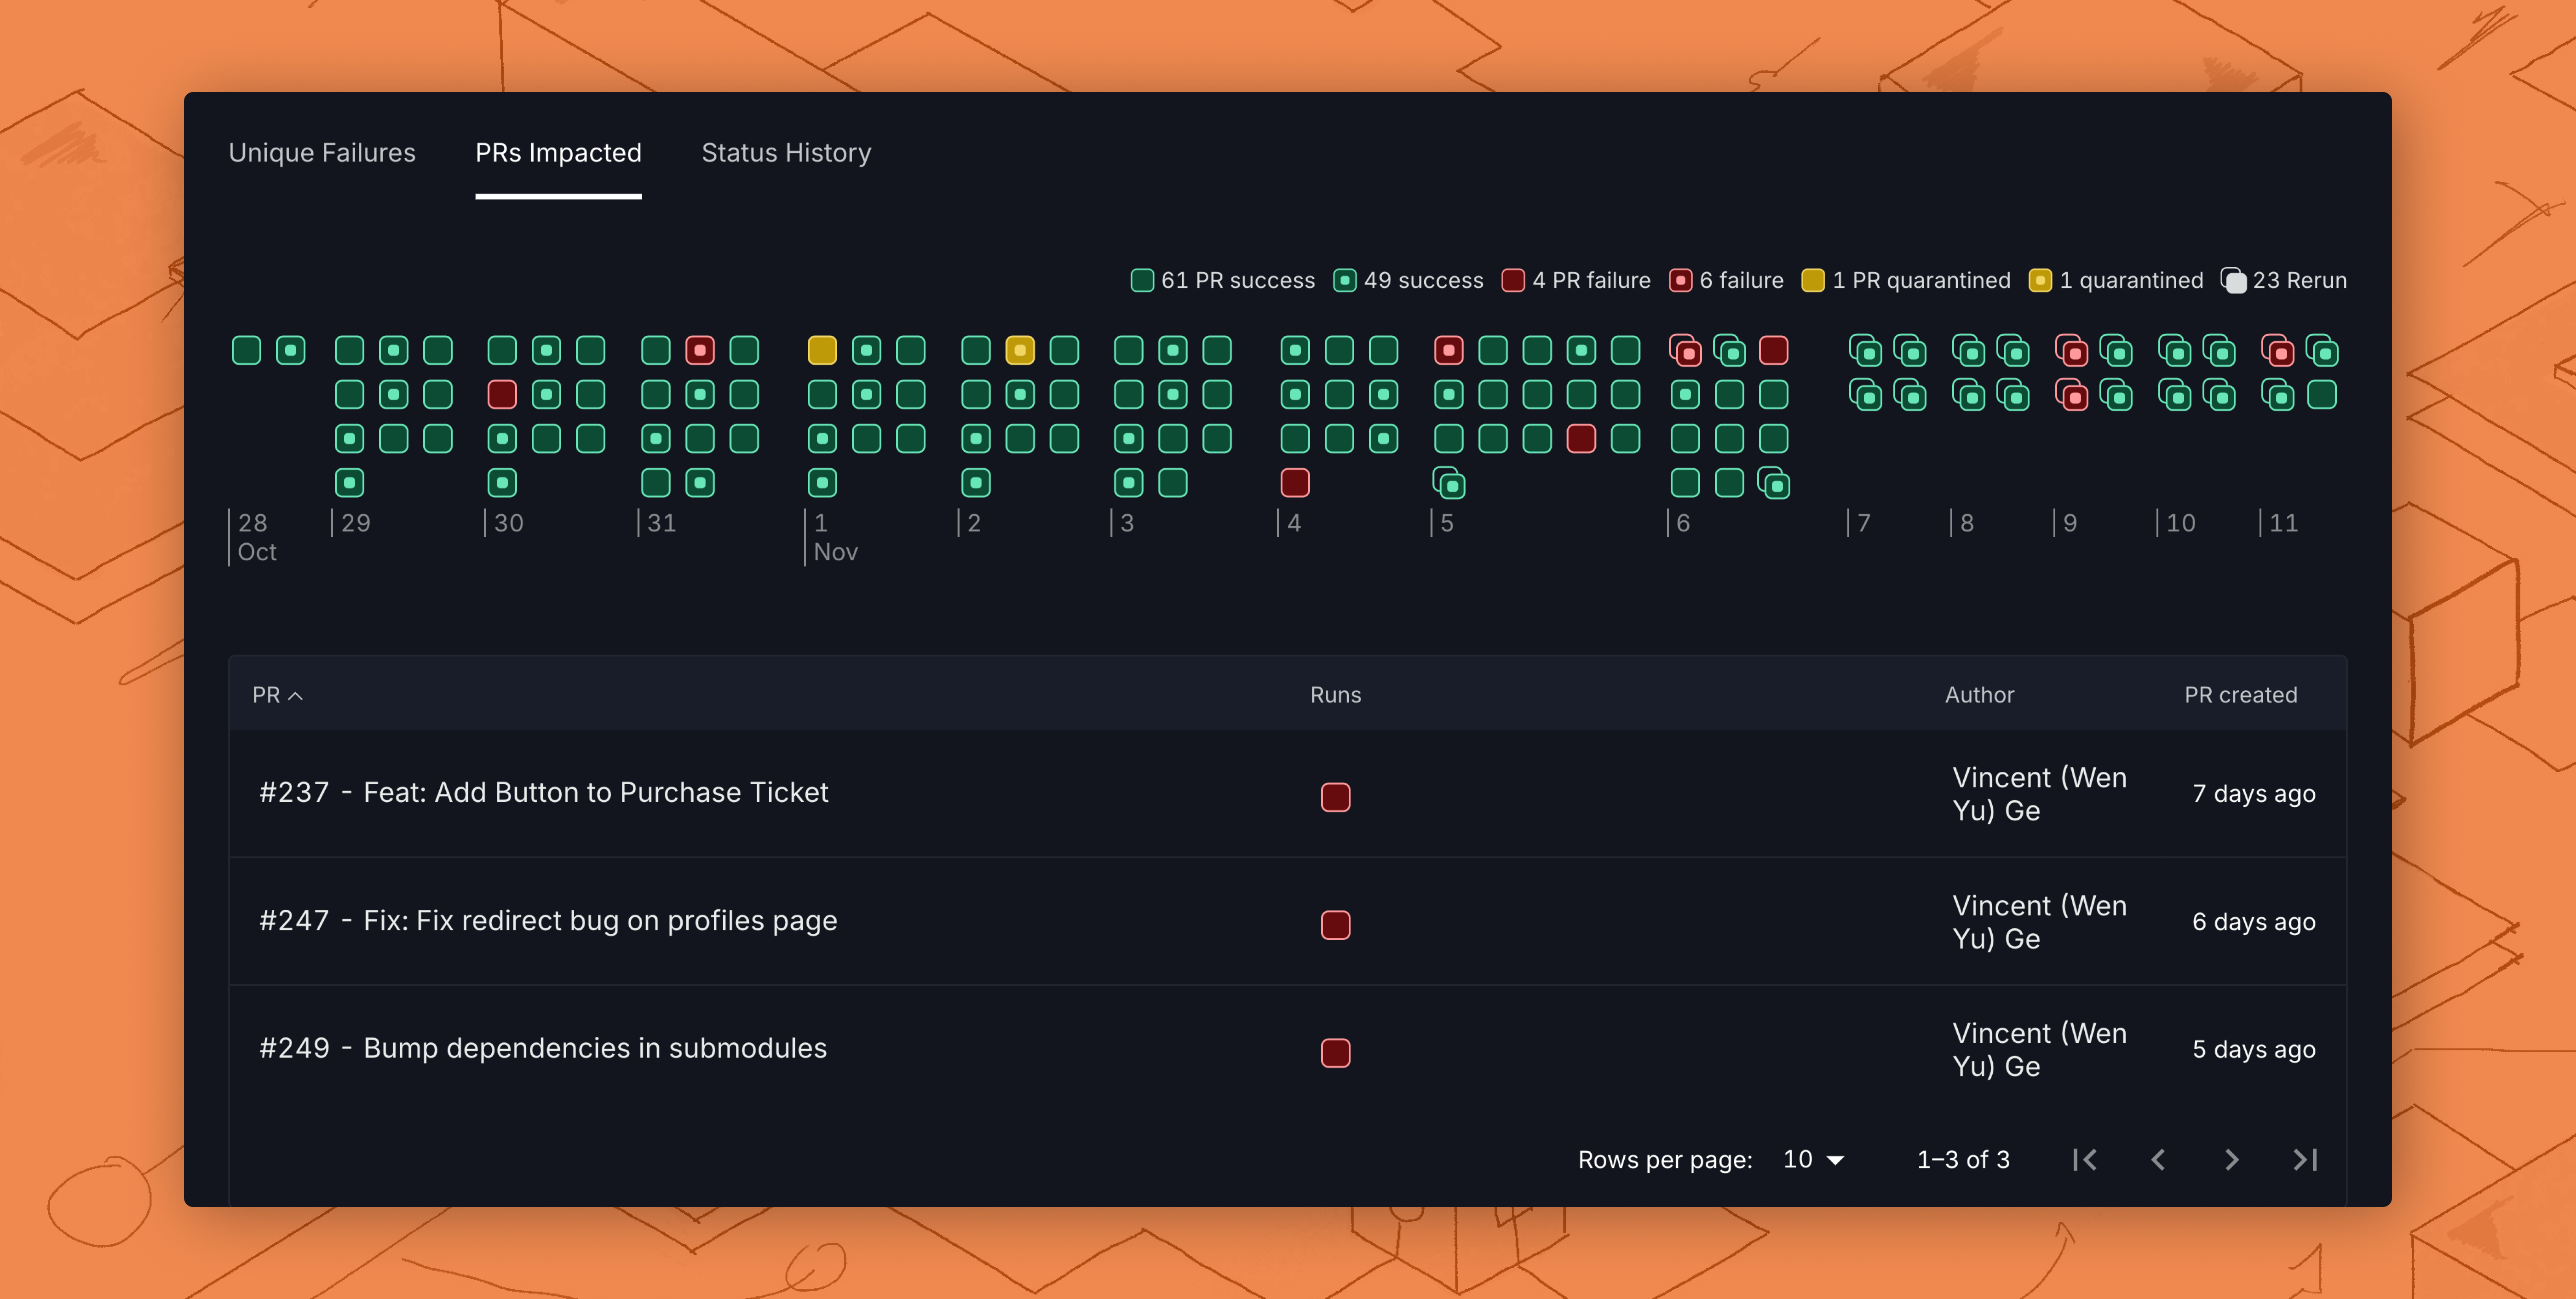 Unique Failures PRs Impacted Status History
61 PR success 49 success 4 PR failure 6 failure 1 PR quarantined 1 quarantined 23 Rerun
28 29 30 31 1 2 3 4 5 6 7 8 9 10 11
Oct Nov
PR Runs Author PR created
#237 - Feat: Add Button to Purchase Ticket Vincent (Wen Yu) Ge 7 days ago
#247 - Fix: Fix redirect bug on profiles page Vincent (Wen Yu) Ge 6 days ago
#249 - Bump dependencies in submodules Vincent (Wen Yu) Ge 5 days ago
Rows per page: 10 1–3 of 3